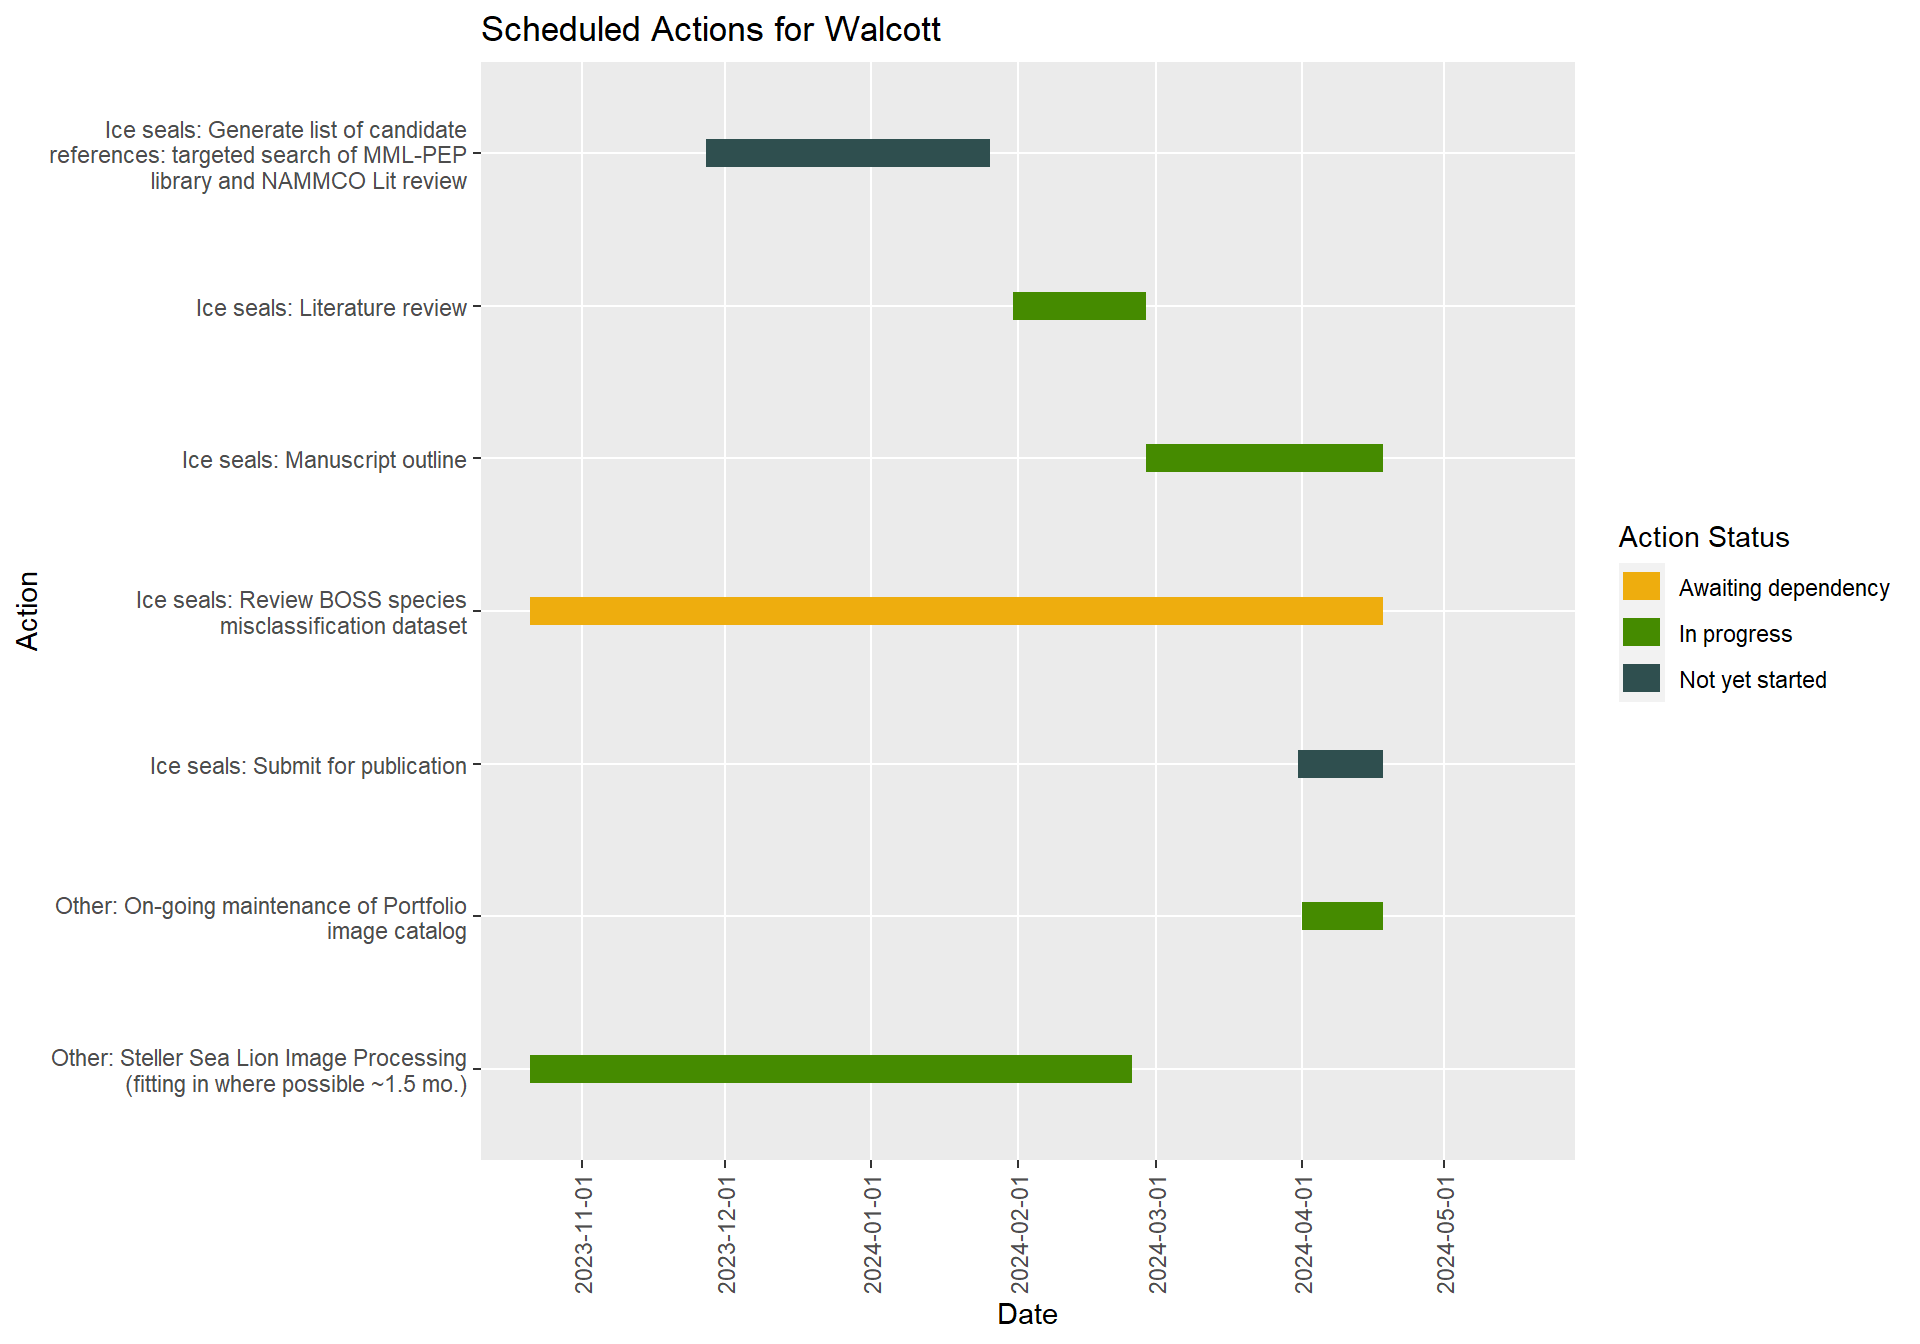 Scheduled Actions for Walcott
Ice seals: Generate list of candidate
references: targeted search of MML-PEP
library and NAMMCO Lit review
Ice seals: Literature review
Ice seals: Manuscript outline
Ice seals: Review BOSS species
misclassification dataset
Ice seals: Submit for publication
Other: On-going maintenance of Portfolio
image catalog
Other: Steller Sea Lion Image Processing
(fitting in where possible ~1.5 mo.)
Action
2023-11-01
2023-12-01
2024-01-01
2024-02-01
2024-03-01
2024-04-01
2024-05-01
Date
Action Status
Awaiting dependency
In progress
Not yet started